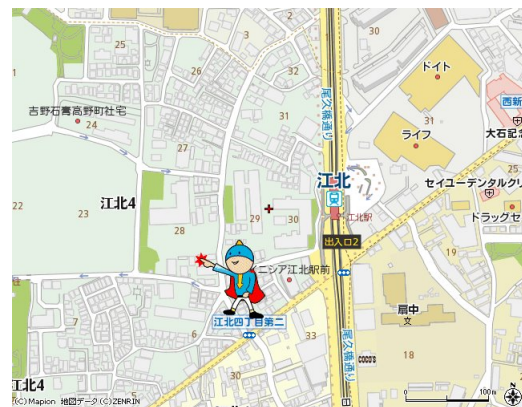 25
3
2
30
26
ドイト
32
31
西新
尾久橋通り
吉野石膏高野町社宅
24
27
ライフ
大石記念
31
江北
セイユーデンタルクリ
江北4
23
28
29
30
江北駅
ドラッグセ
出入口2
19
イニシア江北駅前
扇中
文
江北四丁目第二
33
尾久橋通り
COCO'S
18
江北4
100m
N
(C) Mapion 地図データ(C)ZENRIN